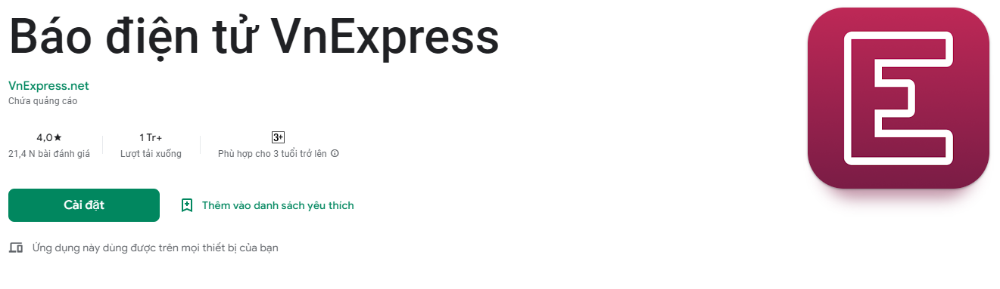 Báo điện tử VnExpress
VnExpress.net
Chứa quảng cáo
4,0★
21,4 N bài đánh giá
1 Tr+
Lượt tải xuống
3+
Phù hợp cho 3 tuổi trở lên
Cài đặt
Thêm vào danh sách yêu thích
Ứng dụng này dùng được trên mọi thiết bị của bạn
E